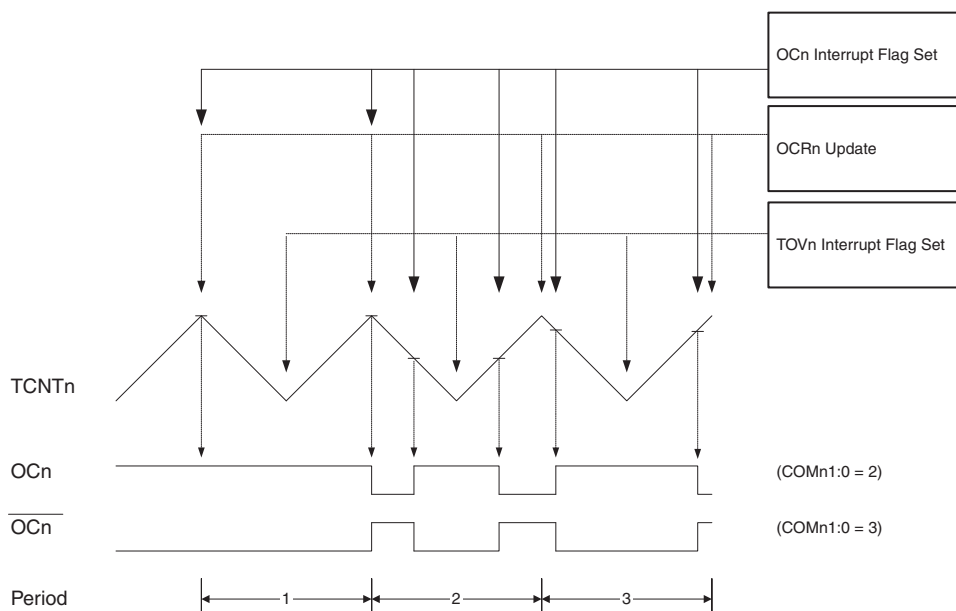 OCn Interrupt Flag Set
OCRn Update
TOVn Interrupt Flag Set
TCNTn
OCn (COMn1:0 = 2)
OCn (COMn1:0 = 3)
Period 1 2 3